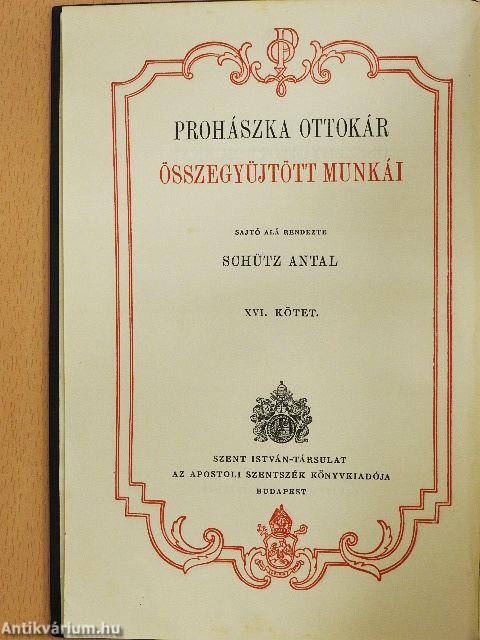 PROHÁSZKA OTTOKÁR
ÖSSZEGYÜJTÖTT MUNKÁI
SAJTÓ ALÁ RENDEZTE
SCHÜTZ ANTAL
XVI. KÖTET.
SZENT ISTVÁN-TÁRSULAT
AZ APOSTOLI SZENTSZÉK KÖNYVKIADÓJA
BUDAPEST
Antikvárium.hu